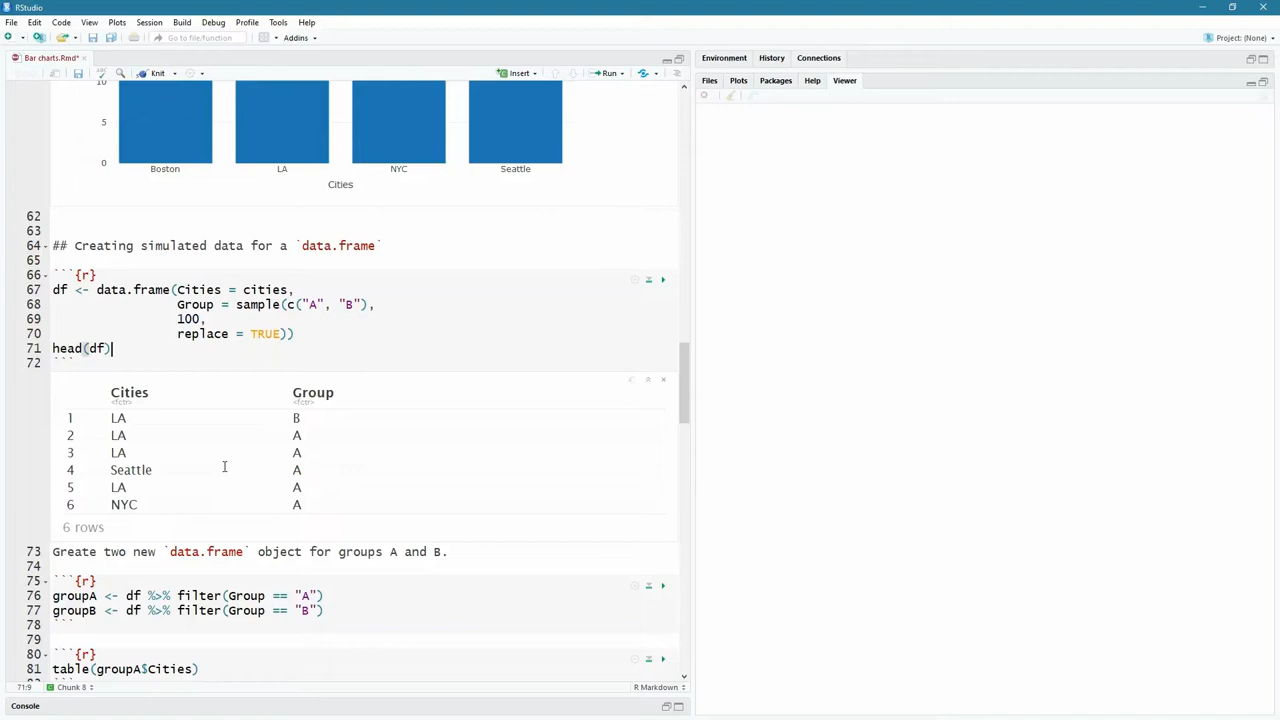 RStudio
File Edit Code View Plots Session Build Debug Profile Tools Help
Go to file/function Addins Project: (None)
Bar charts.Rmd*
Knit Insert Run
Environment History Connections
Files Plots Packages Help Viewer
10
5
0
Boston LA NYC Seattle
Cities
62
63
64 ## Creating simulated data for a `data.frame`
65
66 ```{r}
67 df <- data.frame(Cities = cities,
68 Group = sample(c("A", "B"),
69 100,
70 replace = TRUE))
71 head(df)
72 ```
Cities Group
<fctr> <fctr>
1 LA B
2 LA A
3 LA A
4 Seattle A
5 LA A
6 NYC A
6 rows
73 Greate two new `data.frame` object for groups A and B.
74
75 ```{r}
76 groupA <- df %>% filter(Group == "A")
77 groupB <- df %>% filter(Group == "B")
78 ```
79
80 ```{r}
81 table(groupA$Cities)
71:9 Chunk 8 R Markdown
Console